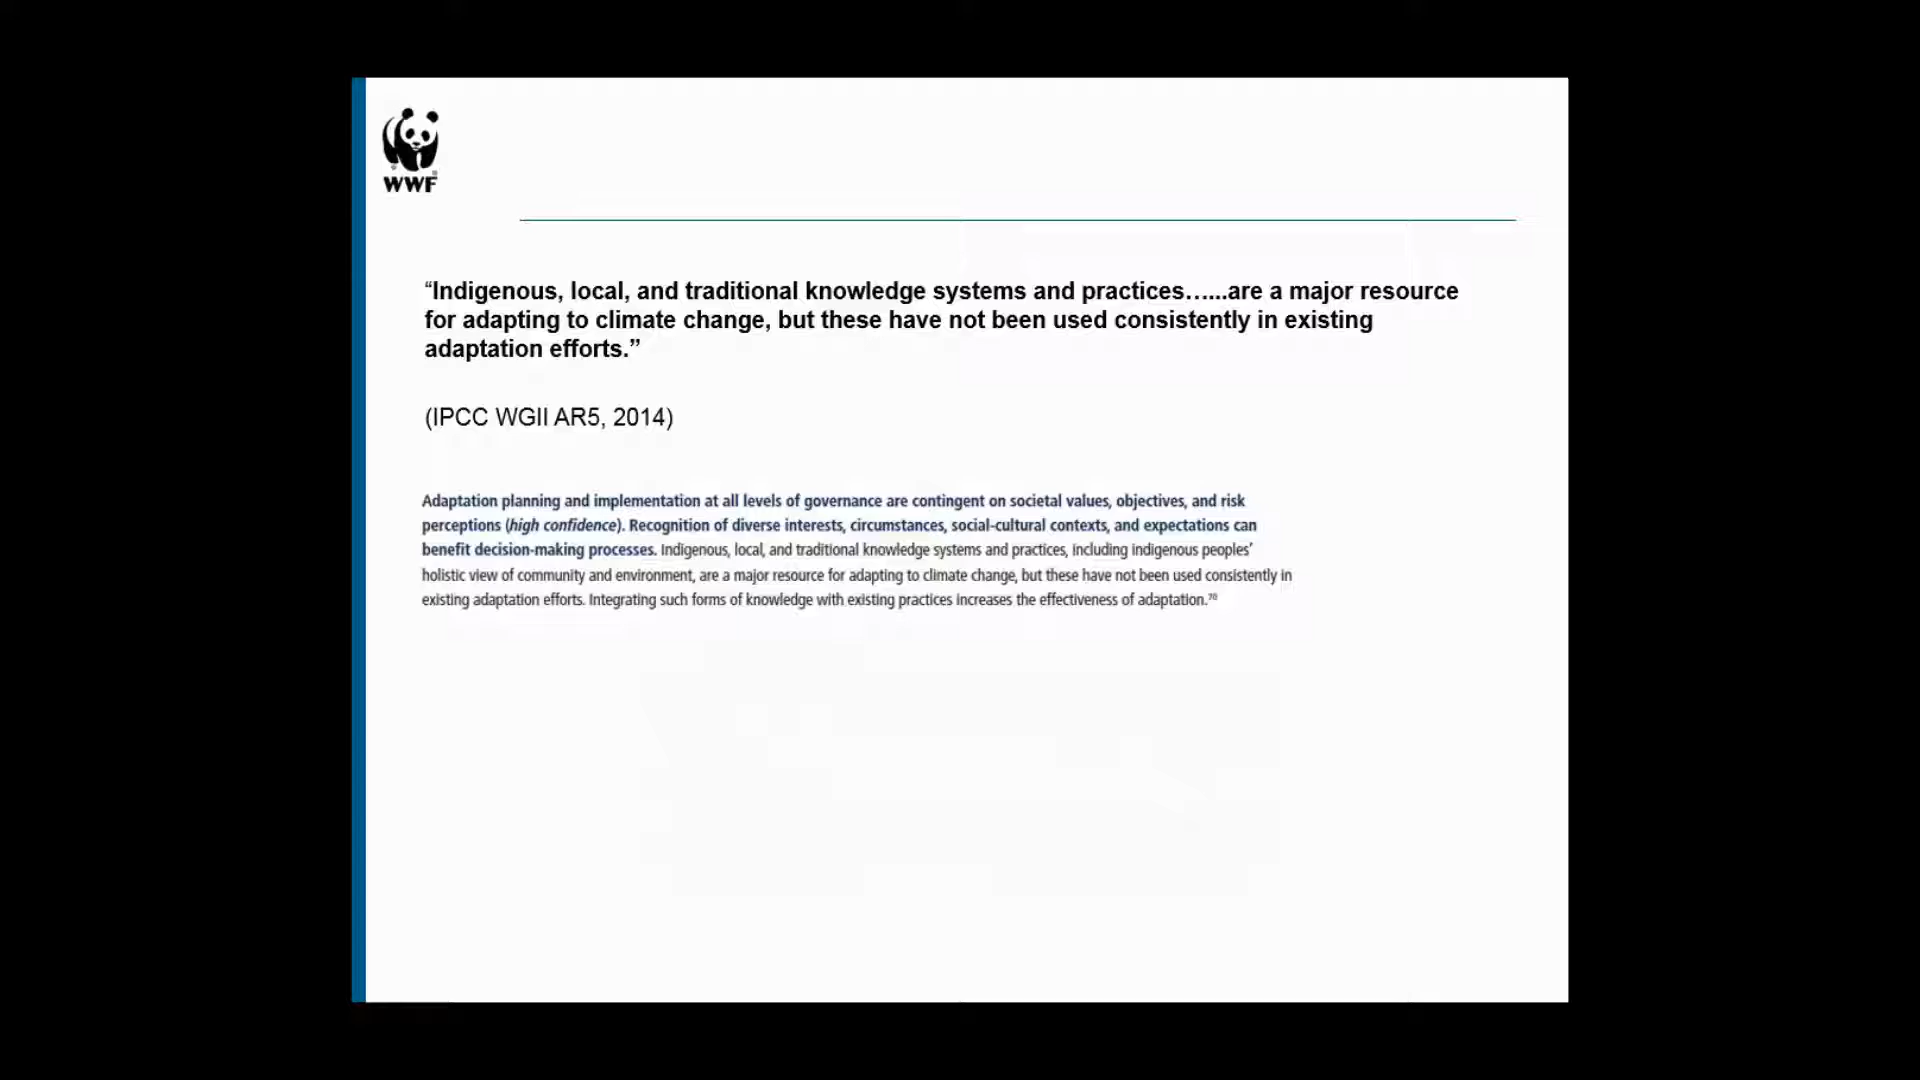 WWF
“Indigenous, local, and traditional knowledge systems and practices…...are a major resource
for adapting to climate change, but these have not been used consistently in existing
adaptation efforts.”
(IPCC WGII AR5, 2014)
Adaptation planning and implementation at all levels of governance are contingent on societal values, objectives, and risk
perceptions (high confidence). Recognition of diverse interests, circumstances, social-cultural contexts, and expectations can
benefit decision-making processes. Indigenous, local, and traditional knowledge systems and practices, including indigenous peoples’
holistic view of community and environment, are a major resource for adapting to climate change, but these have not been used consistently in
existing adaptation efforts. Integrating such forms of knowledge with existing practices increases the effectiveness of adaptation.⁷⁰